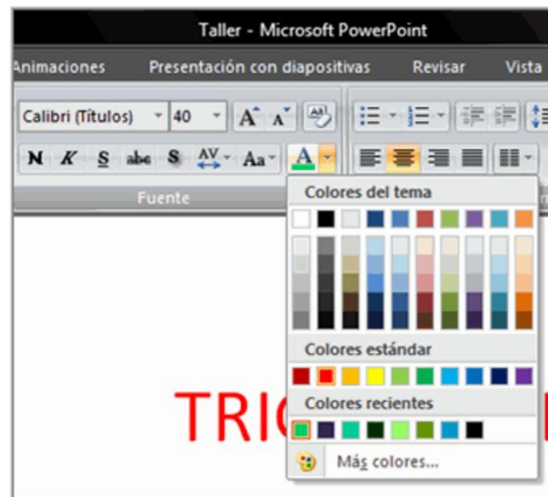 Taller - Microsoft PowerPoint
Animaciones Presentación con diapositivas Revisar Vista
Calibri (Títulos) 40 A A
N K S abc S AV Aa A
Fuente
Colores del tema
Colores estándar
Colores recientes
Más colores...